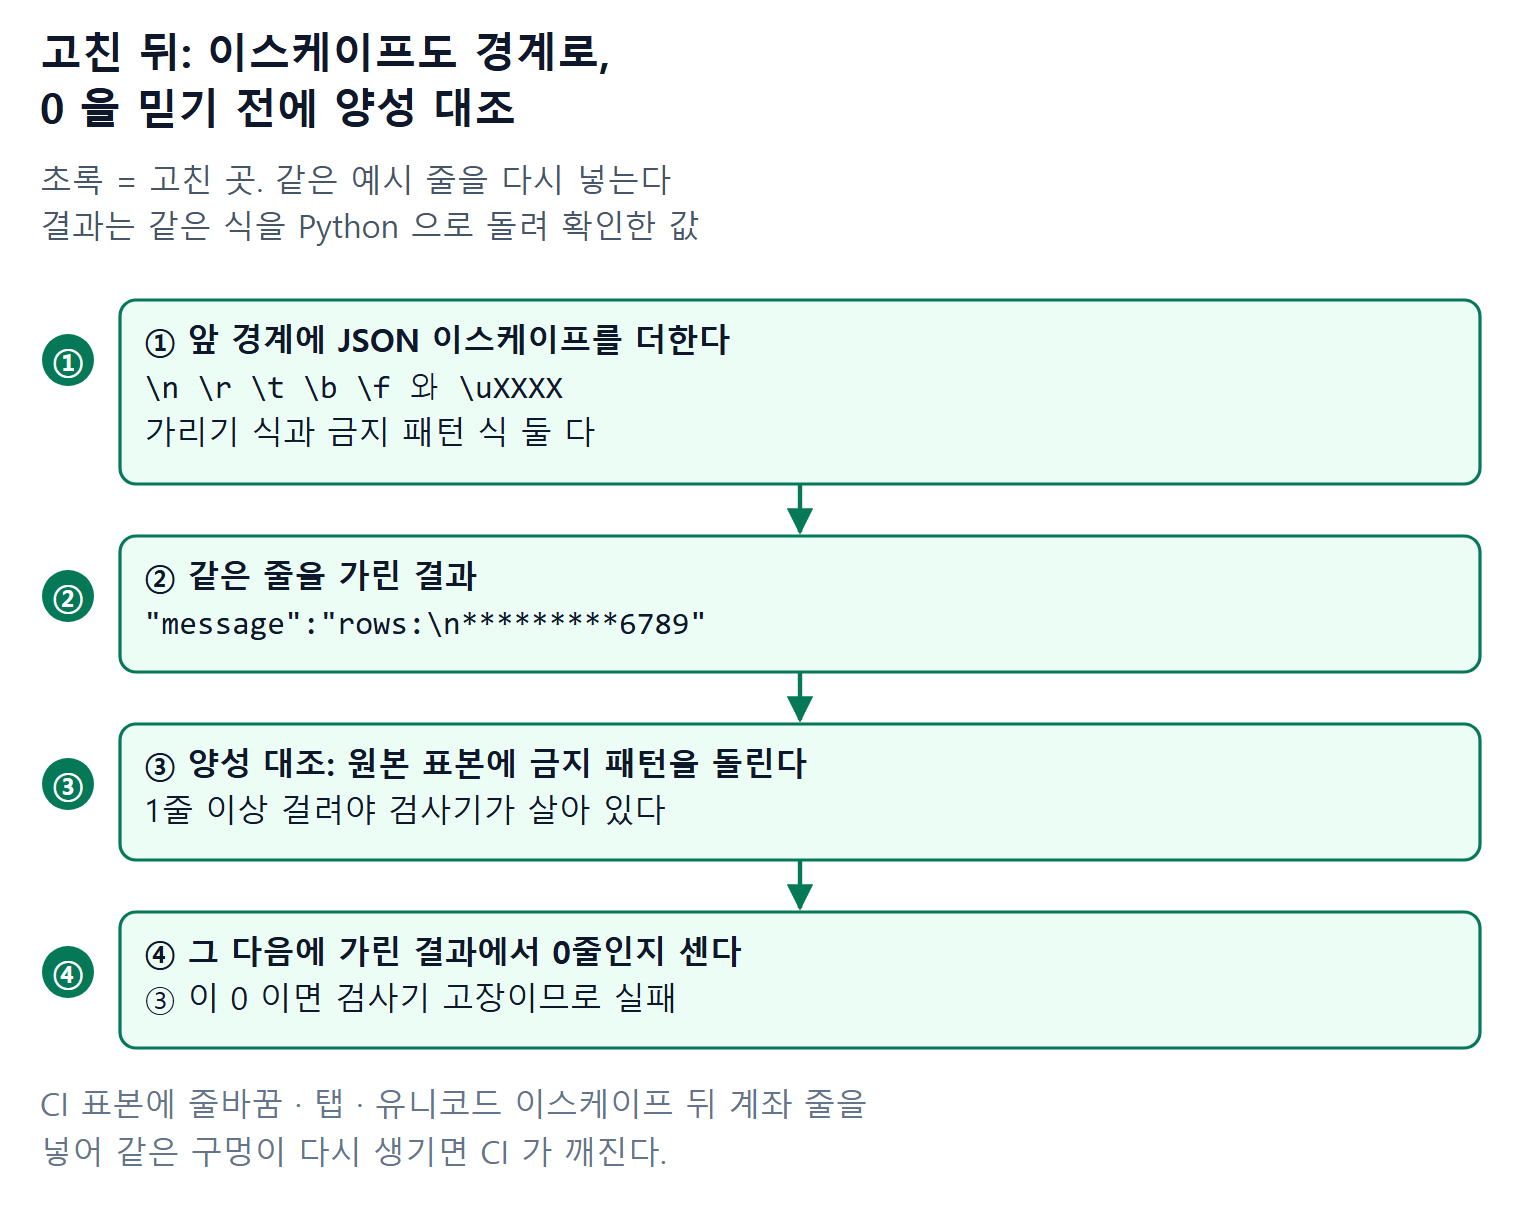 고친 뒤: 이스케이프도 경계로,
0 을 믿기 전에 양성 대조
초록 = 고친 곳. 같은 예시 줄을 다시 넣는다
결과는 같은 식을 Python 으로 돌려 확인한 값
①
① 앞 경계에 JSON 이스케이프를 더한다
\n \r \t \b \f 와 \uXXXX
가리기 식과 금지 패턴 식 둘 다
②
② 같은 줄을 가린 결과
"message":"rows:\n*********6789"
③
③ 양성 대조: 원본 표본에 금지 패턴을 돌린다
1줄 이상 걸려야 검사기가 살아 있다
④
④ 그 다음에 가린 결과에서 0줄인지 센다
③ 이 0 이면 검사기 고장이므로 실패
CI 표본에 줄바꿈 · 탭 · 유니코드 이스케이프 뒤 계좌 줄을
넣어 같은 구멍이 다시 생기면 CI 가 깨진다.